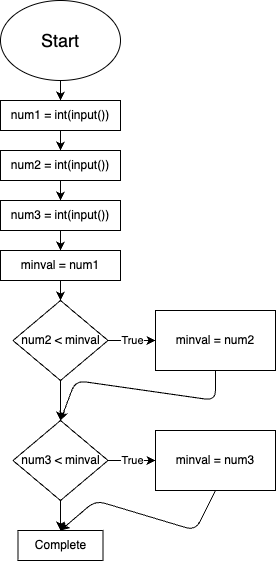 Start
num1 = int(input())
num2 = int(input())
num3 = int(input())
minval = num1
num2 < minval
True
minval = num2
num3 < minval
True
minval = num3
Complete